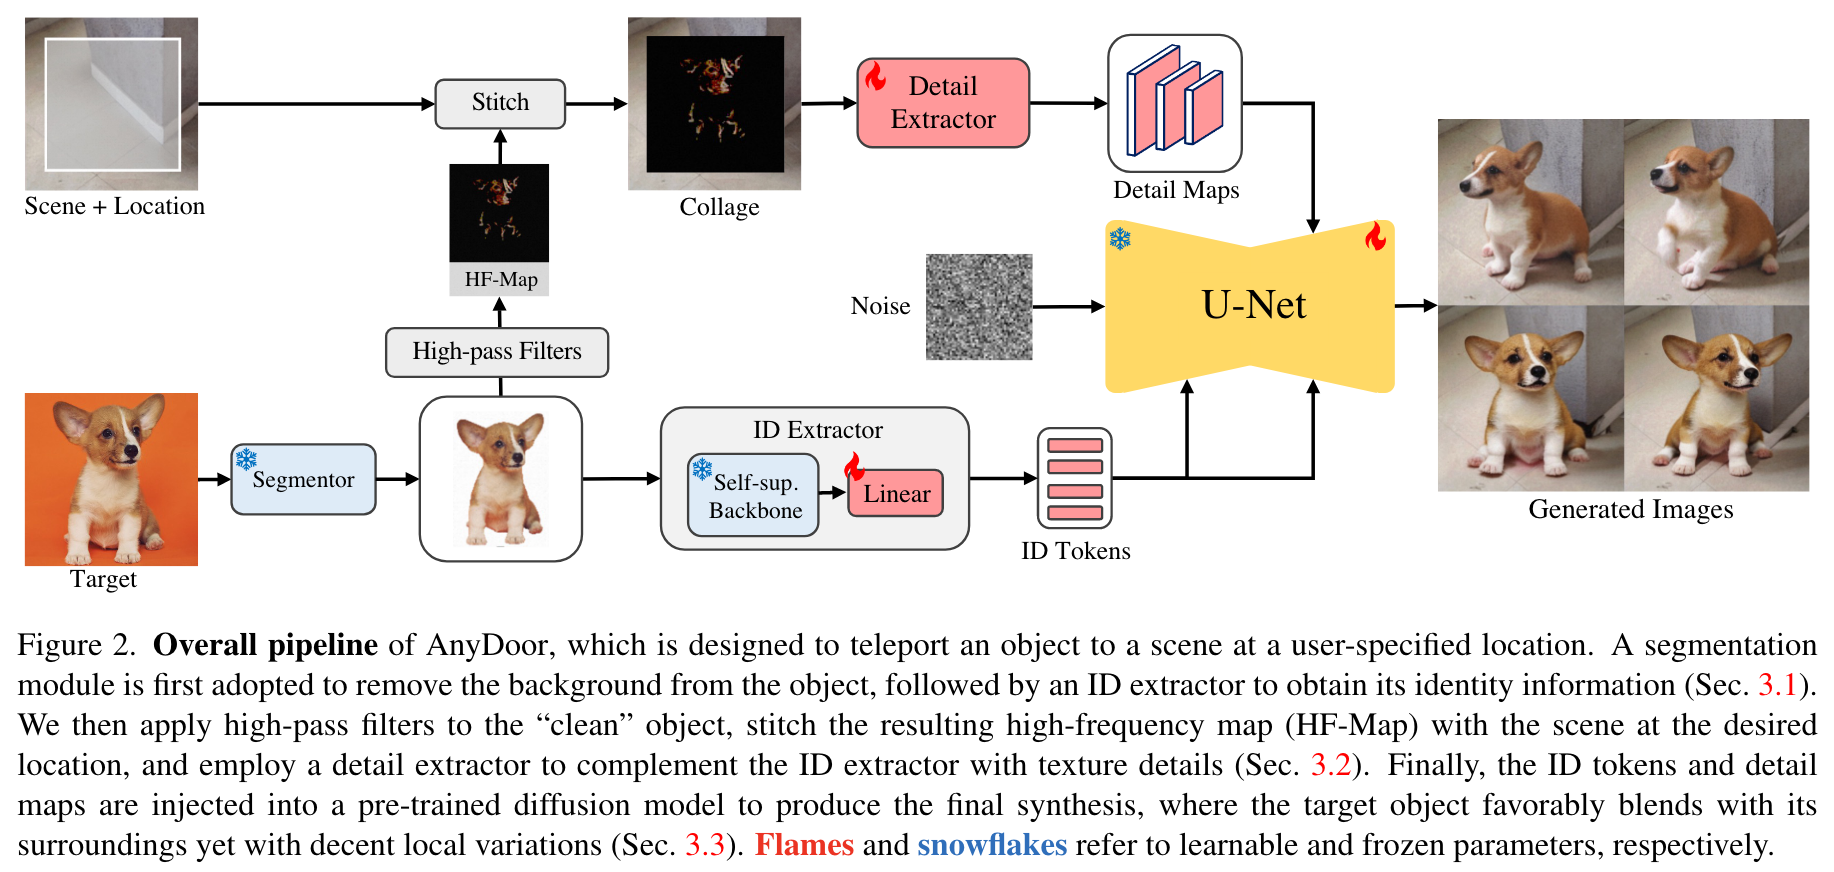 Scene + Location
Stitch
HF-Map
High-pass Filters
Collage
Detail
Extractor
Detail Maps
Noise
U-Net
Target
Segmentor
ID Extractor
Self-sup.
Backbone
Linear
ID Tokens
Generated Images
Figure 2. Overall pipeline of AnyDoor, which is designed to teleport an object to a scene at a user-specified location. A segmentation
module is first adopted to remove the background from the object, followed by an ID extractor to obtain its identity information (Sec. 3.1).
We then apply high-pass filters to the “clean” object, stitch the resulting high-frequency map (HF-Map) with the scene at the desired
location, and employ a detail extractor to complement the ID extractor with texture details (Sec. 3.2). Finally, the ID tokens and detail
maps are injected into a pre-trained diffusion model to produce the final synthesis, where the target object favorably blends with its
surroundings yet with decent local variations (Sec. 3.3). Flames and snowflakes refer to learnable and frozen parameters, respectively.